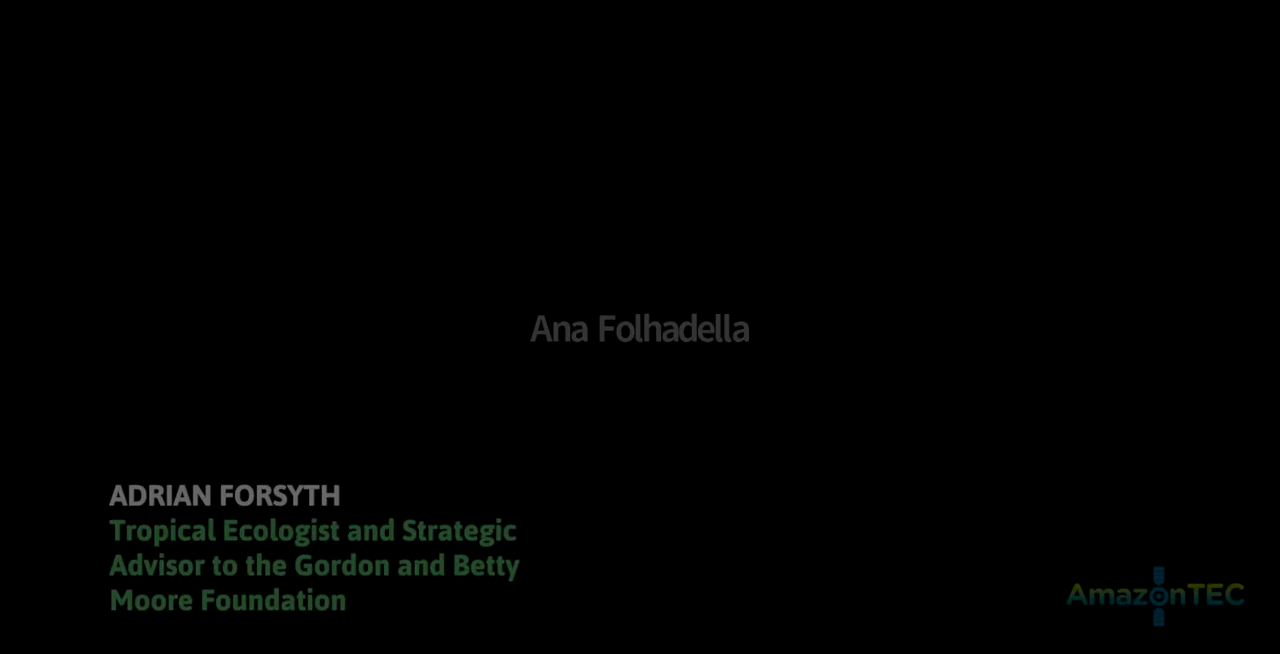 Ana Folhadella
ADRIAN FORSYTH
Tropical Ecologist and Strategic
Advisor to the Gordon and Betty
Moore Foundation
AmazonTEC